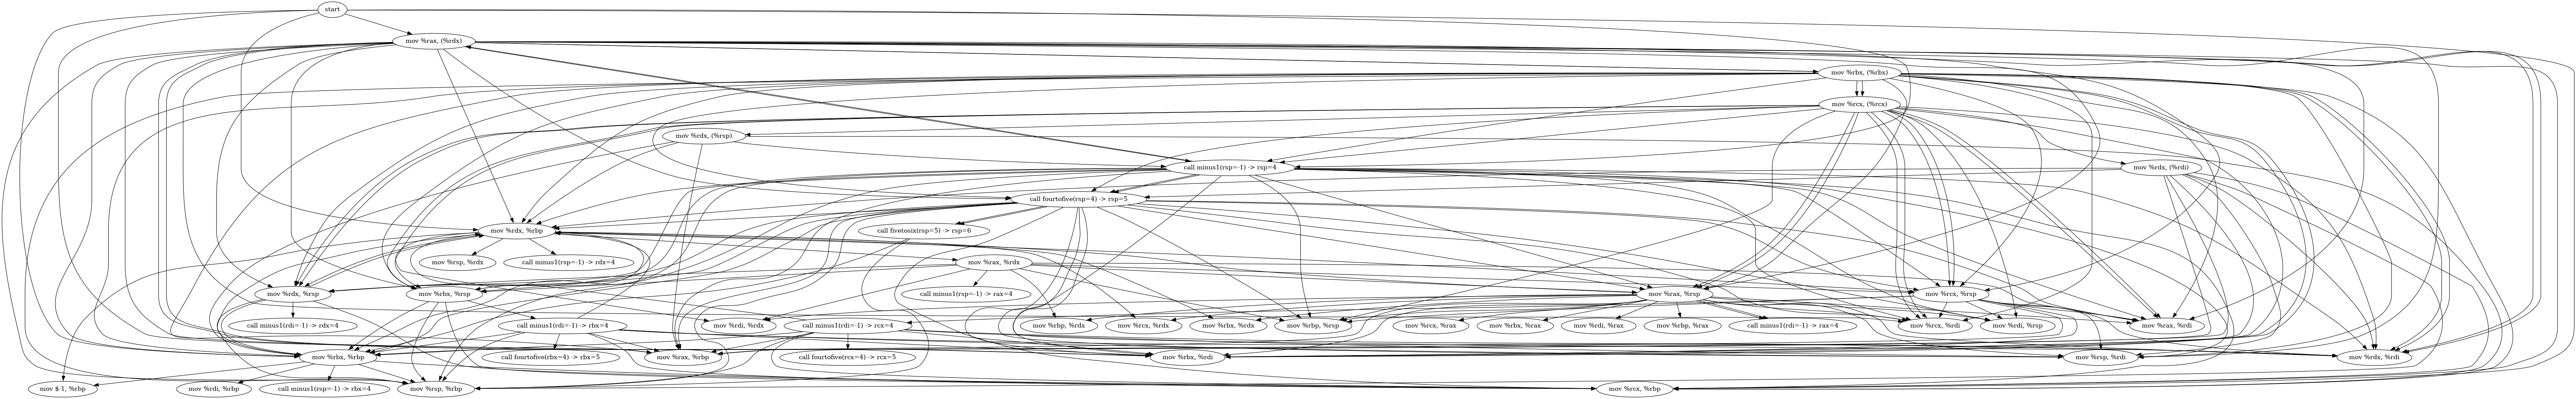 start
mov %rax, (%rdx)
mov %rbx, (%rbx)
mov %rcx, (%rcx)
mov %rdx, (%rsp)
call minus1(rsp=-1) -> rsp=4
mov %rdx, (%rdi)
call fourtofive(rsp=4) -> rsp=5
mov %rdx, %rbp
call fivetosix(rsp=5) -> rsp=6
mov %rsp, %rdx
call minus1(rsp=-1) -> rdx=4
mov %rax, %rdx
mov %rdx, %rsp
mov %rbx, %rsp
call minus1(rsp=-1) -> rax=4
mov %rax, %rsp
mov %rcx, %rsp
call minus1(rdi=-1) -> rdx=4
call minus1(rdi=-1) -> rbx=4
mov %rdi, %rdx
call minus1(rdi=-1) -> rcx=4
mov %rbp, %rdx
mov %rcx, %rdx
mov %rbx, %rdx
mov %rbp, %rsp
mov %rcx, %rax
mov %rbx, %rax
mov %rdi, %rax
mov %rbp, %rax
call minus1(rdi=-1) -> rax=4
mov %rcx, %rdi
mov %rdi, %rsp
mov %rax, %rdi
mov %rbx, %rbp
call fourtofive(rbx=4) -> rbx=5
mov %rax, %rbp
call fourtofive(rcx=4) -> rcx=5
mov %rbx, %rdi
mov %rsp, %rdi
mov %rdx, %rdi
mov $-1, %rbp
mov %rdi, %rbp
call minus1(rsp=-1) -> rbx=4
mov %rsp, %rbp
mov %rcx, %rbp